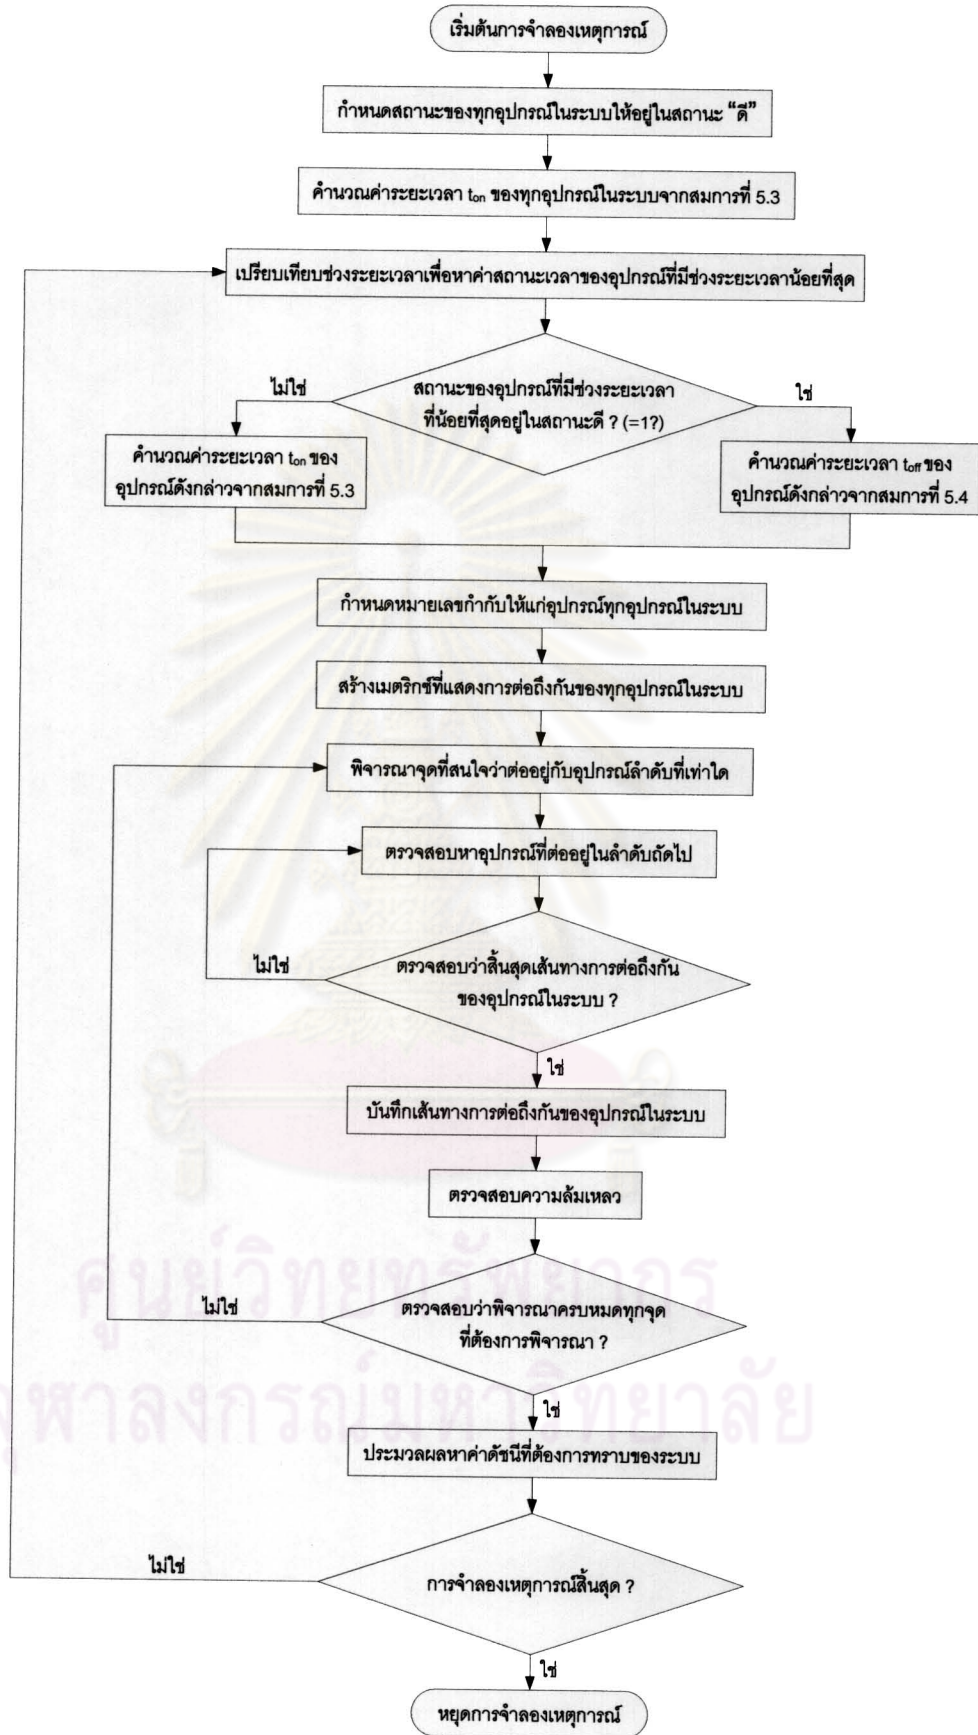 เริ่มต้นการจำลองเหตุการณ์
กำหนดสถานะของทุกอุปกรณ์ในระบบให้อยู่ในสถานะ “ดี”
คำนวณค่าระยะเวลา ton ของทุกอุปกรณ์ในระบบจากสมการที่ 5.3
เปรียบเทียบช่วงระยะเวลาเพื่อหาค่าสถานะเวลาของอุปกรณ์ที่มีช่วงระยะเวลาน้อยที่สุด
ไม่ใช่
สถานะของอุปกรณ์ที่มีช่วงระยะเวลา
ที่น้อยที่สุดอยู่ในสถานะดี ? (=1?)
ใช่
คำนวณค่าระยะเวลา ton ของ
อุปกรณ์ดังกล่าวจากสมการที่ 5.3
คำนวณค่าระยะเวลา toff ของ
อุปกรณ์ดังกล่าวจากสมการที่ 5.4
กำหนดหมายเลขกำกับให้แก่อุปกรณ์ทุกอุปกรณ์ในระบบ
สร้างเมตริกซ์ที่แสดงการต่อถึงกันของทุกอุปกรณ์ในระบบ
พิจารณาจุดที่สนใจว่าต่ออยู่กับอุปกรณ์ลำดับที่เท่าใด
ตรวจสอบหาอุปกรณ์ที่ต่ออยู่ในลำดับถัดไป
ไม่ใช่
ตรวจสอบว่าสิ้นสุดเส้นทางการต่อถึงกัน
ของอุปกรณ์ในระบบ ?
ใช่
บันทึกเส้นทางการต่อถึงกันของอุปกรณ์ในระบบ
ตรวจสอบความล้มเหลว
ไม่ใช่
ตรวจสอบว่าพิจารณาครบหมดทุกจุด
ที่ต้องการพิจารณา ?
ใช่
ประมวลผลหาค่าดัชนีที่ต้องการทราบของระบบ
ไม่ใช่
การจำลองเหตุการณ์สิ้นสุด ?
ใช่
หยุดการจำลองเหตุการณ์
ศูนย์วิทยทรัพยากร
จุฬาลงกรณ์มหาวิทยาลัย